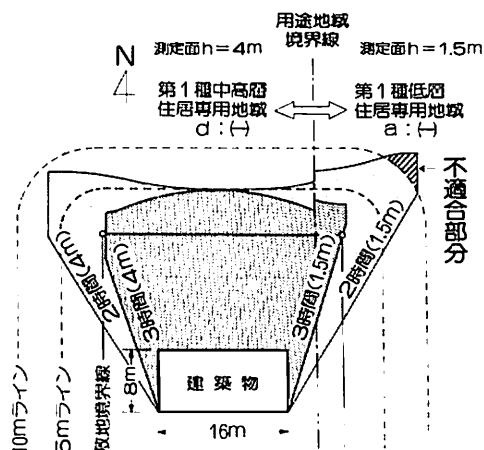 用途地域
境界線
測定面h=4m
測定面h=1.5m
N
第1種中高層
住居専用地域
d:(一)
第1種低層
住居専用地域
a:(一)
不適合部分
2時間(4m)
3時間(4m)
3時間(1.5m)
2時間(1.5m)
建築物
8m
16m
10mライン
5mライン
敷地境界線